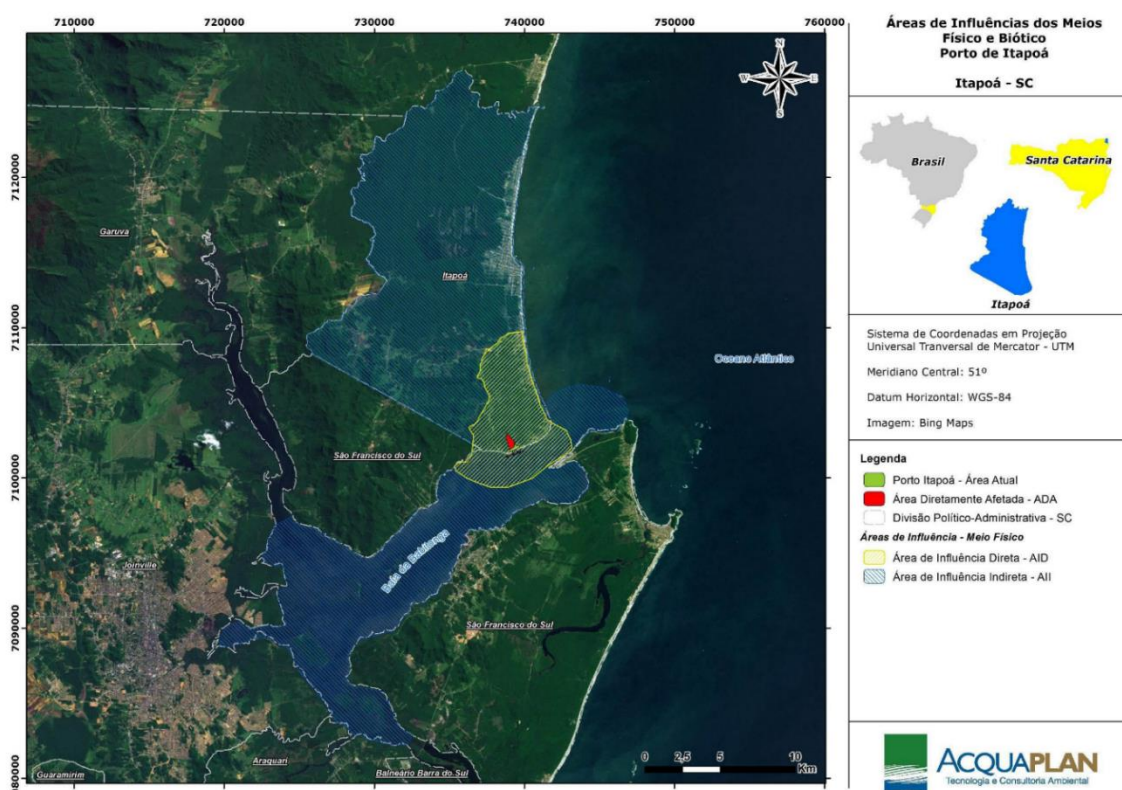 Áreas de Influências dos Meios
Físico e Biótico
Porto de Itapoá
Itapoá - SC
710000
720000
730000
740000
750000
760000
7120000
7110000
7100000
7090000
N
W
E
S
Garuva
Itapoá
Oceano Atlântico
São Francisco do Sul
Baia da Babitonga
Joinville
São Francisco do Sul
Araquari
Guaramirim
Balneário Barra do Sul
0 2,5 5 10
Km
Brasil
Santa Catarina
Itapoá
Sistema de Coordenadas em Projeção
Universal Tranversal de Mercator - UTM
Meridiano Central: 51º
Datum Horizontal: WGS-84
Imagem: Bing Maps
Legenda
Porto Itapoá - Área Atual
Área Diretamente Afetada - ADA
Divisão Político-Administrativa - SC
Áreas de Influência - Meio Físico
Área de Influência Direta - AID
Área de Influência Indireta - AII
ACQUAPLAN
Tecnologia e Consultoria Ambiental